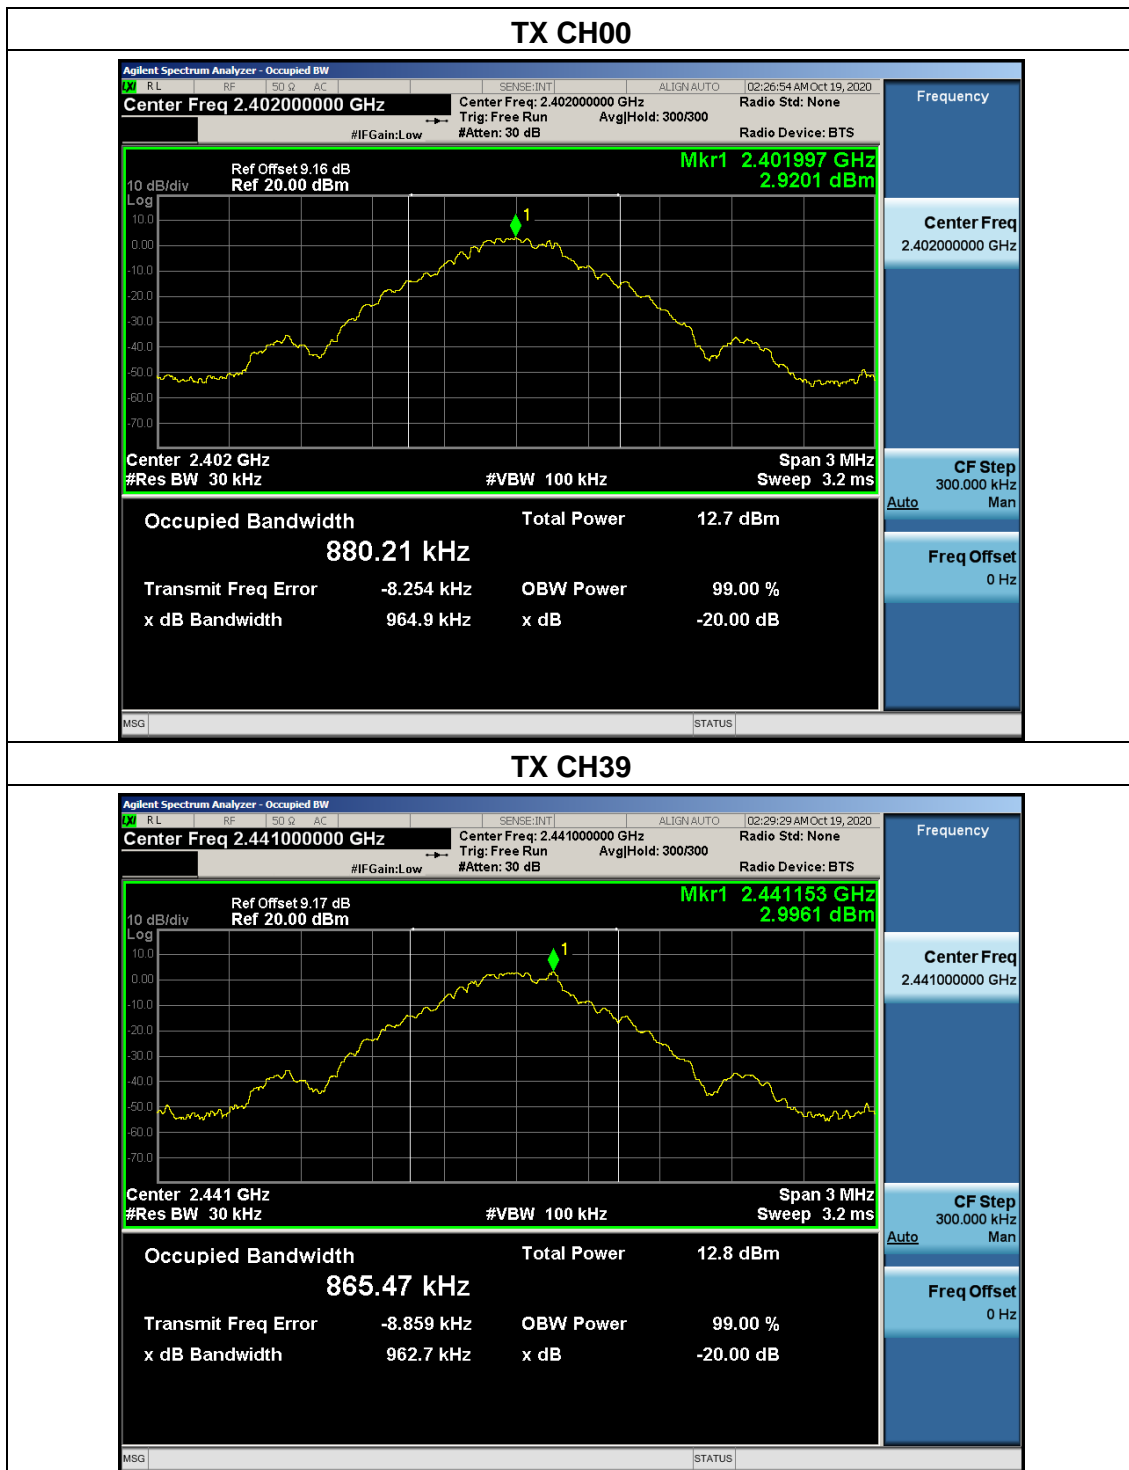 TX CH00
Agilent Spectrum Analyzer - Occupied BW
LXI RL RF 50 Ω AC SENSE:INT ALIGN AUTO 02:26:54 AM Oct 19, 2020
Center Freq 2.402000000 GHz
Center Freq: 2.402000000 GHz Radio Std: None
Trig: Free Run Avg|Hold: 300/300
#IFGain:Low #Atten: 30 dB Radio Device: BTS
Frequency
Mkr1 2.401997 GHz
2.9201 dBm
Ref Offset 9.16 dB
10 dB/div Ref 20.00 dBm
Log
10.0
0.00
-10.0
-20.0
-30.0
-40.0
-50.0
-60.0
-70.0
1
Center Freq
2.402000000 GHz
Center 2.402 GHz Span 3 MHz
#Res BW 30 kHz #VBW 100 kHz Sweep 3.2 ms
CF Step
300.000 kHz
Auto Man
Occupied Bandwidth Total Power 12.7 dBm
880.21 kHz
Freq Offset
0 Hz
Transmit Freq Error -8.254 kHz OBW Power 99.00 %
x dB Bandwidth 964.9 kHz x dB -20.00 dB
MSG STATUS
TX CH39
Agilent Spectrum Analyzer - Occupied BW
LXI RL RF 50 Ω AC SENSE:INT ALIGN AUTO 02:29:29 AM Oct 19, 2020
Center Freq 2.441000000 GHz
Center Freq: 2.441000000 GHz Radio Std: None
Trig: Free Run Avg|Hold: 300/300
#IFGain:Low #Atten: 30 dB Radio Device: BTS
Frequency
Mkr1 2.441153 GHz
2.9961 dBm
Ref Offset 9.17 dB
10 dB/div Ref 20.00 dBm
Log
10.0
0.00
-10.0
-20.0
-30.0
-40.0
-50.0
-60.0
-70.0
1
Center Freq
2.441000000 GHz
Center 2.441 GHz Span 3 MHz
#Res BW 30 kHz #VBW 100 kHz Sweep 3.2 ms
CF Step
300.000 kHz
Auto Man
Occupied Bandwidth Total Power 12.8 dBm
865.47 kHz
Freq Offset
0 Hz
Transmit Freq Error -8.859 kHz OBW Power 99.00 %
x dB Bandwidth 962.7 kHz x dB -20.00 dB
MSG STATUS